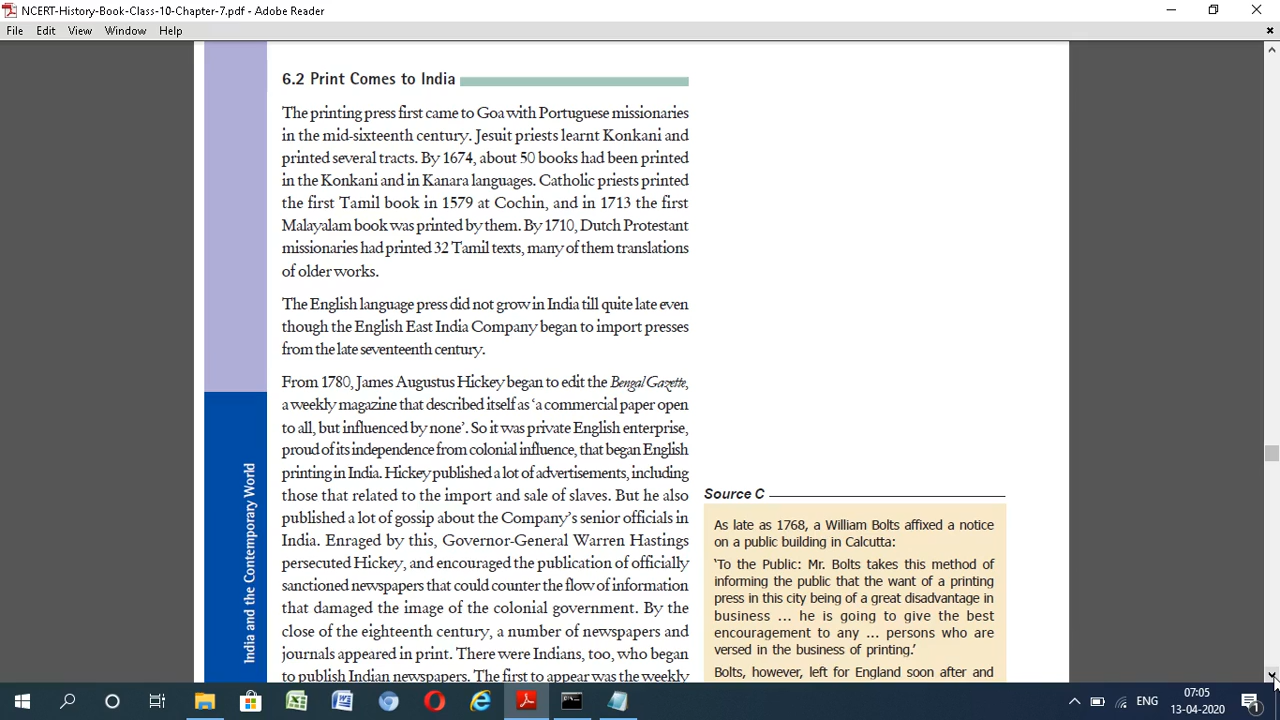 NCERT-History-Book-Class-10-Chapter-7.pdf - Adobe Reader
File Edit View Window Help
6.2 Print Comes to India
The printing press first came to Goa with Portuguese missionaries
in the mid-sixteenth century. Jesuit priests learnt Konkani and
printed several tracts. By 1674, about 50 books had been printed
in the Konkani and in Kanara languages. Catholic priests printed
the first Tamil book in 1579 at Cochin, and in 1713 the first
Malayalam book was printed by them. By 1710, Dutch Protestant
missionaries had printed 32 Tamil texts, many of them translations
of older works.
The English language press did not grow in India till quite late even
though the English East India Company began to import presses
from the late seventeenth century.
From 1780, James Augustus Hickey began to edit the Bengal Gazette,
a weekly magazine that described itself as ‘a commercial paper open
to all, but influenced by none’. So it was private English enterprise,
proud of its independence from colonial influence, that began English
printing in India. Hickey published a lot of advertisements, including
those that related to the import and sale of slaves. But he also
published a lot of gossip about the Company’s senior officials in
India. Enraged by this, Governor-General Warren Hastings
persecuted Hickey, and encouraged the publication of officially
sanctioned newspapers that could counter the flow of information
that damaged the image of the colonial government. By the
close of the eighteenth century, a number of newspapers and
journals appeared in print. There were Indians, too, who began
to publish Indian newspapers. The first to appear was the weekly
India and the Contemporary World
Source C
As late as 1768, a William Bolts affixed a notice
on a public building in Calcutta:
‘To the Public: Mr. Bolts takes this method of
informing the public that the want of a printing
press in this city being of a great disadvantage in
business ... he is going to give the best
encouragement to any ... persons who are
versed in the business of printing.’
Bolts, however, left for England soon after and
ENG
07:05
13-04-2020
1